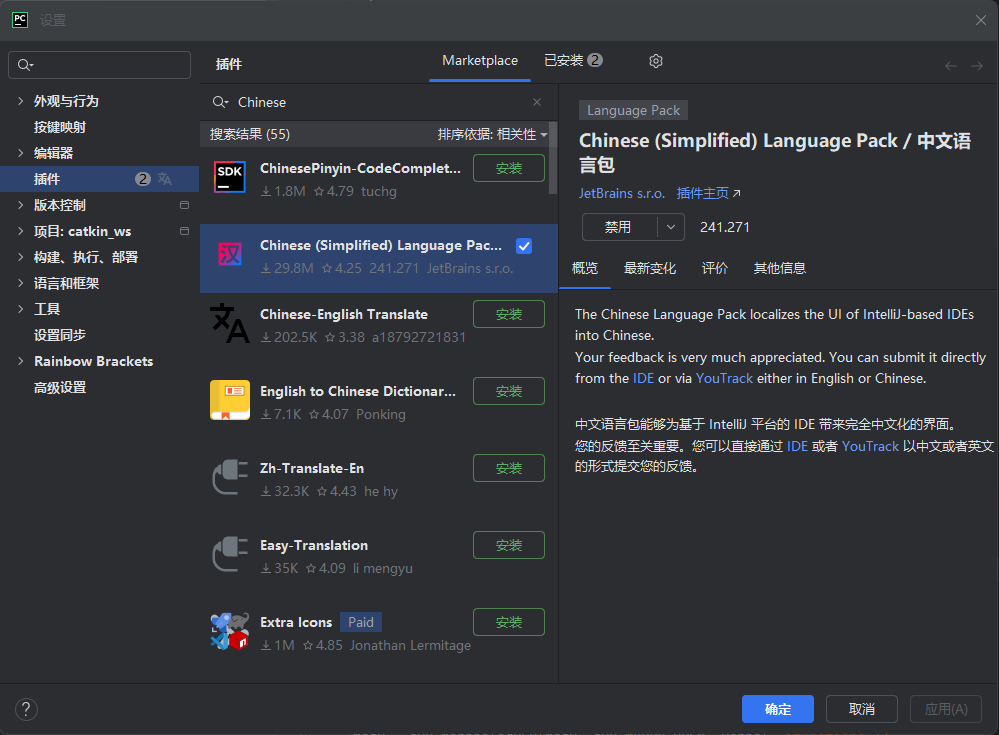 PC 设置
外观与行为
按键映射
编辑器
插件 2
版本控制
项目: catkin_ws
构建、执行、部署
语言和框架
工具
设置同步
Rainbow Brackets
高级设置
插件 Marketplace 已安装 2
Chinese
搜索结果 (55) 排序依据: 相关性
SDK ChinesePinyin-CodeComplet... 安装
1.8M 4.79 tuchg
汉 Chinese (Simplified) Language Pac...
29.8M 4.25 241.271 JetBrains s.r.o.
文A Chinese-English Translate 安装
202.5K 3.38 a18792721831
English to Chinese Dictionar... 安装
7.1K 4.07 Ponking
Zh-Translate-En 安装
32.3K 4.43 he hy
Easy-Translation 安装
35K 4.09 li mengyu
Extra Icons Paid 安装
1M 4.85 Jonathan Lermitage
Language Pack
Chinese (Simplified) Language Pack / 中文语
言包
JetBrains s.r.o. 插件主页
禁用 241.271
概览 最新变化 评价 其他信息
The Chinese Language Pack localizes the UI of IntelliJ-based IDEs
into Chinese.
Your feedback is very much appreciated. You can submit it directly
from the IDE or via YouTrack either in English or Chinese.
中文语言包能够为基于 IntelliJ 平台的 IDE 带来完全中文化的界面。
您的反馈至关重要。您可以直接通过 IDE 或者 YouTrack 以中文或者英文
的形式提交您的反馈。
? 确定 取消 应用(A)